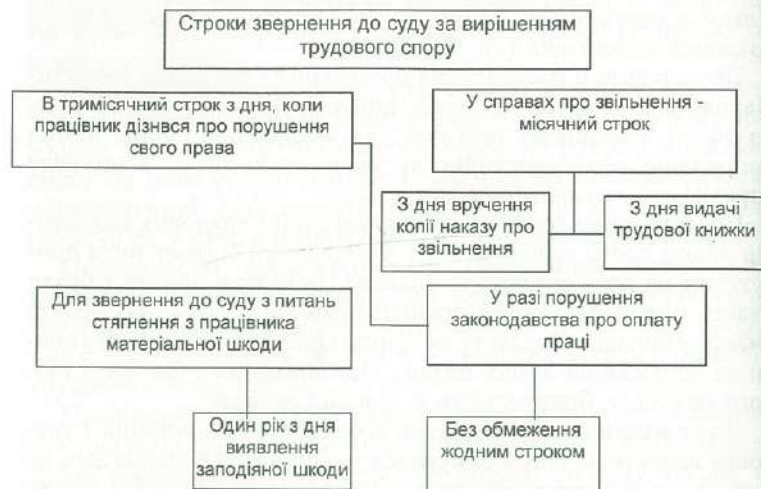 Строки звернення до суду за вирішенням
трудового спору
В тримісячний строк з дня, коли
працівник дізнвся про порушення
свого права
У справах про звільнення -
місячний строк
З дня вручення
копії наказу про
звільнення
З дня видачі
трудової книжки
Для звернення до суду з питань
стягнення з працівника
матеріальної шкоди
У разі порушення
законодавства про оплату
праці
Один рік з дня
виявлення
заподіяної шкоди
Без обмеження
жодним строком